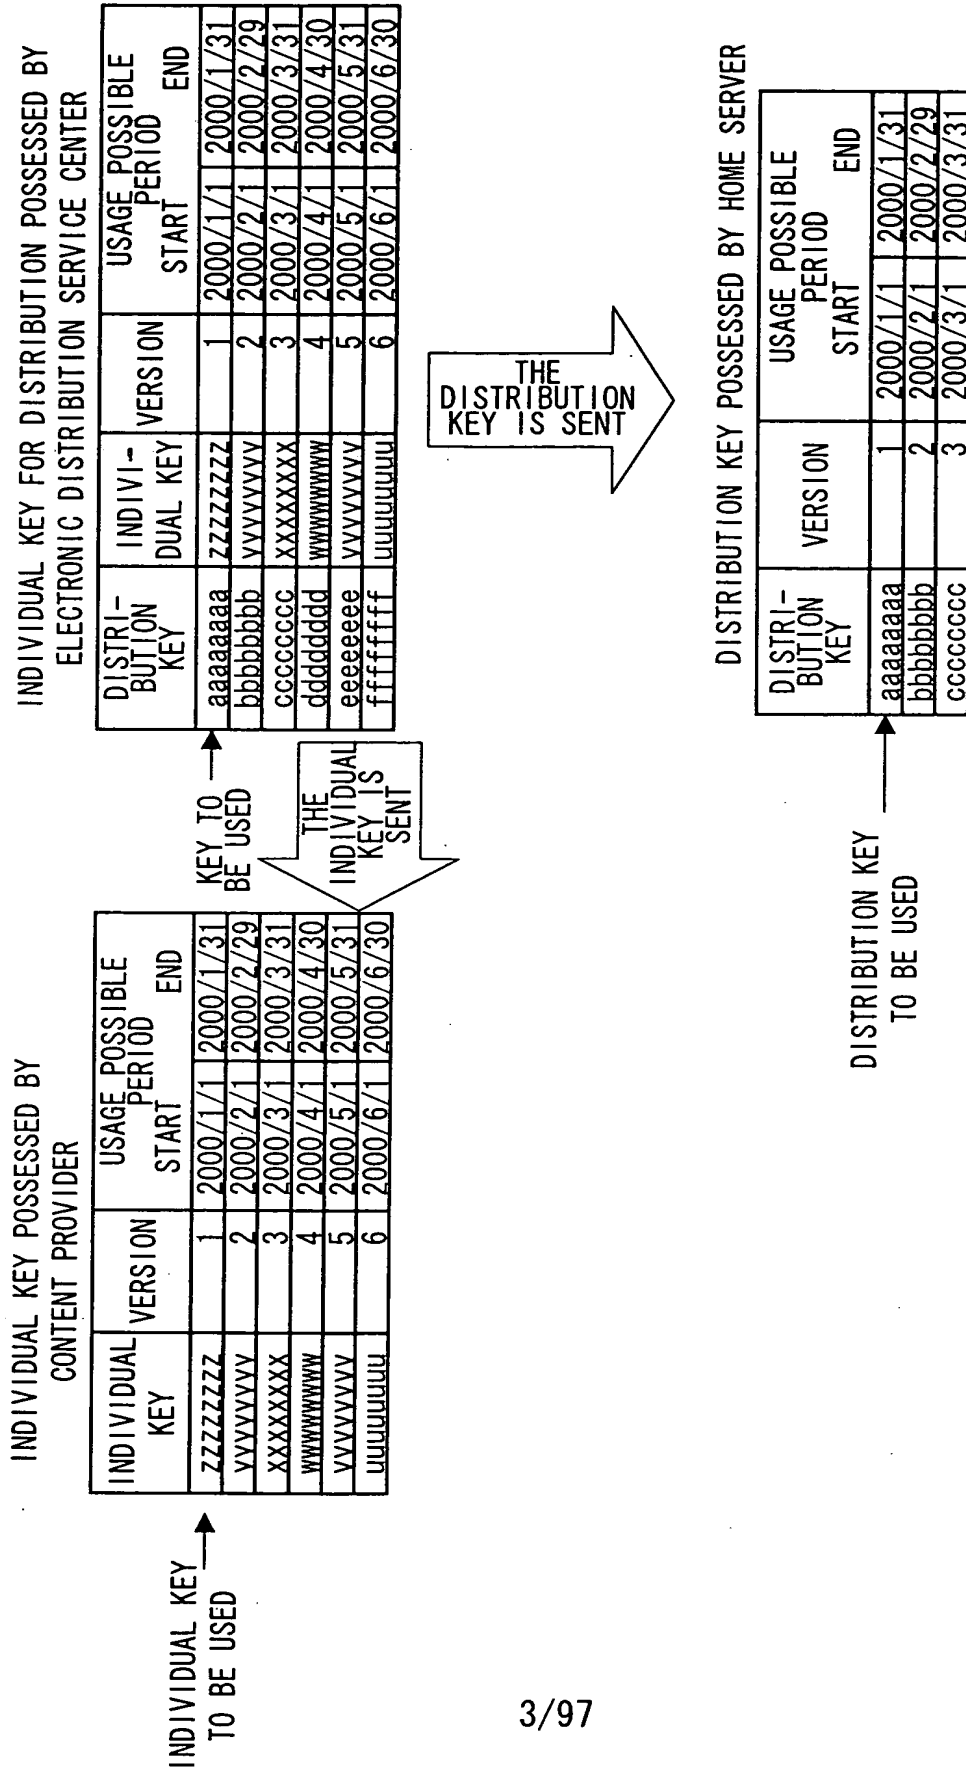 INDIVIDUAL KEY POSSESSED BY
CONTENT PROVIDER
INDIVIDUAL KEY
TO BE USED
INDIVIDUAL
KEY
VERSION
USAGE POSSIBLE
PERIOD
START END
zzzzzzzz 1 2000/1/1 2000/1/31
yyyyyyyy 2 2000/2/1 2000/2/29
xxxxxxxx 3 2000/3/1 2000/3/31
wwwwwwww 4 2000/4/1 2000/4/30
vvvvvvvv 5 2000/5/1 2000/5/31
uuuuuuuu 6 2000/6/1 2000/6/30
KEY TO
BE USED
THE
INDIVIDUAL
KEY IS
SENT
INDIVIDUAL KEY FOR DISTRIBUTION POSSESSED BY
ELECTRONIC DISTRIBUTION SERVICE CENTER
DISTRI-
BUTION
KEY
INDIVI-
DUAL KEY
VERSION
USAGE POSSIBLE
PERIOD
START END
aaaaaaaa zzzzzzzz 1 2000/1/1 2000/1/31
bbbbbbbb yyyyyyyy 2 2000/2/1 2000/2/29
cccccccc xxxxxxxx 3 2000/3/1 2000/3/31
dddddddd wwwwwwww 4 2000/4/1 2000/4/30
eeeeeeee vvvvvvvv 5 2000/5/1 2000/5/31
ffffffff uuuuuuuu 6 2000/6/1 2000/6/30
THE
DISTRIBUTION
KEY IS SENT
DISTRIBUTION KEY POSSESSED BY HOME SERVER
DISTRIBUTION KEY
TO BE USED
DISTRI-
BUTION
KEY
VERSION
USAGE POSSIBLE
PERIOD
START END
aaaaaaaa 1 2000/1/1 2000/1/31
bbbbbbbb 2 2000/2/1 2000/2/29
cccccccc 3 2000/3/1 2000/3/31
3/97